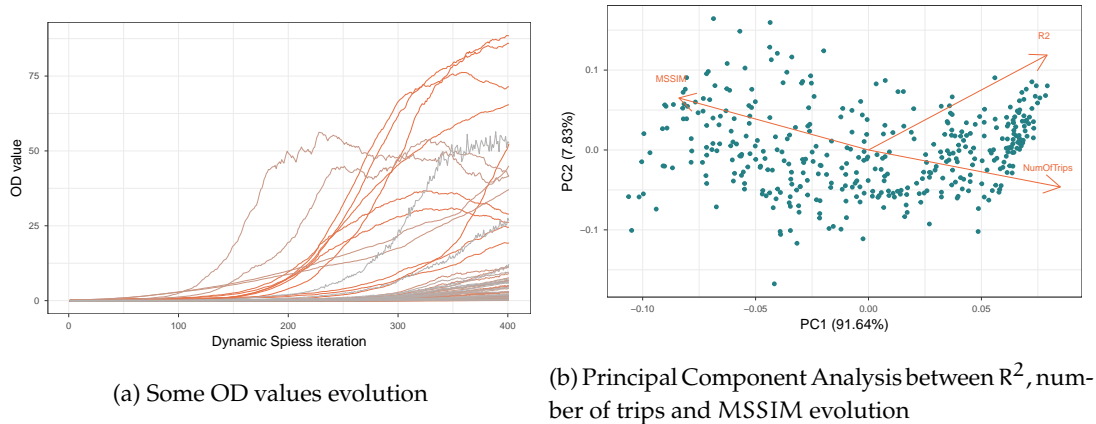 75
50
25
0
OD value
0
100
200
300
400
Dynamic Spiess iteration
(a) Some OD values evolution
R2
MSSIM
NumOfTrips
0.1
0.0
−0.1
PC2 (7.83%)
−0.10
−0.05
0.00
0.05
PC1 (91.64%)
(b) Principal Component Analysis between R², num-
ber of trips and MSSIM evolution